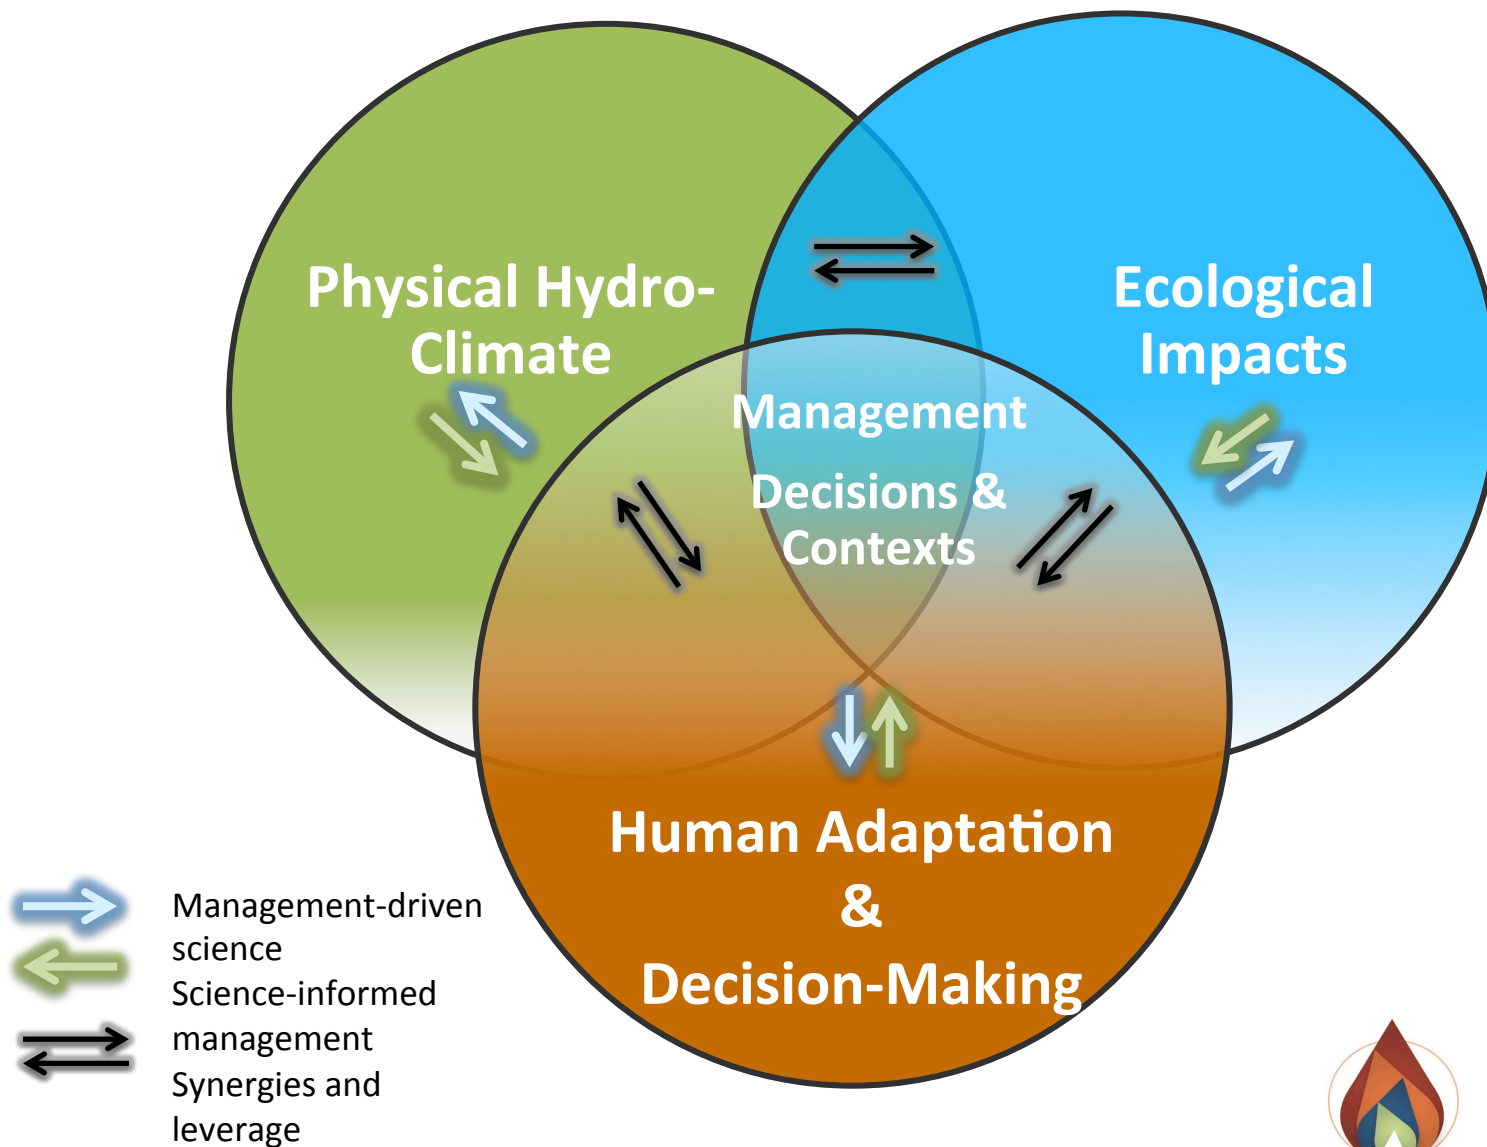 Physical Hydro-
Climate
Ecological
Impacts
Management
Decisions &
Contexts
Human Adaptation
&
Decision-Making
Management-driven
science
Science-informed
management
Synergies and
leverage